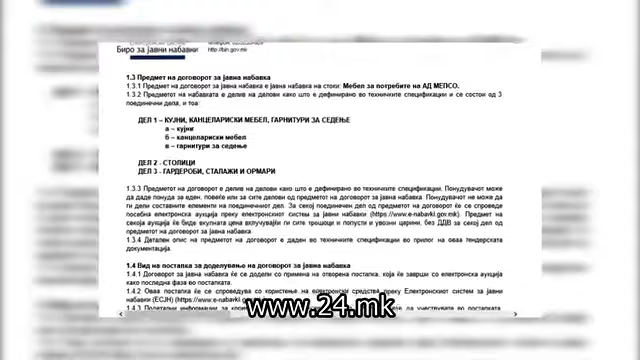 Биро за јавни набавки
http://bjn.gov.mk
1.3 Предмет на договорот за јавна набавка
1.3.1 Предмет на договорот за јавна набавка е јавна набавка на стоки: Мебел за потребите на АД МЕПСО.
1.3.2 Предметот на набавката е делив на делови како што е дефинирано во техничките спецификации и се состои од 3
поединечни дела, и тоа:
ДЕЛ 1 – КУЈНИ, КАНЦЕЛАРИСКИ МЕБЕЛ, ГАРНИТУРИ ЗА СЕДЕЊЕ
а – кујни
б – канцелариски мебел
в – гарнитури за седење
ДЕЛ 2 - СТОЛИЦИ
ДЕЛ 3 - ГАРДЕРОБИ, СТАЛАЖИ И ОРМАРИ
1.3.3 Предметот на договорот е делив на делови како што е дефинирано во техничките спецификации. Понудувачот може
да даде понуда за еден, повеќе или за сите делови од предметот на договорот за јавна набавка. Понудувачот не може да
ги дели составните елементи на поединечниот дел. За секој поединечен дел од предметот на договорот ќе се спроведе
посебна електронска аукција преку електронскиот систем за јавни набавки (https://www.e-nabavki.gov.mk). Предмет на
секоја аукција ќе биде вкупната цена вклучувајќи ги сите трошоци и попусти и увозни царини, без ДДВ за секој дел од
предметот на договорот за јавна набавка.
1.3.4 Детален опис на предметот на договорот е даден во техничките спецификации во прилог на оваа тендерската
документација.
1.4 Вид на постапка за доделување на договорот за јавна набавка
1.4.1 Договорот за јавна набавка ќе се додели со примена на отворена постапка, која ќе заврши со електронска аукција
како последна фаза во постапката.
1.4.2 Оваа постапка ќе се спроведува со користење на електронски средства преку Електронскиот систем за јавни
набавки (ЕСЈН) (https://www.e-nabavki.gov.mk
1.4.3 Подетални информации за
www.24.mk